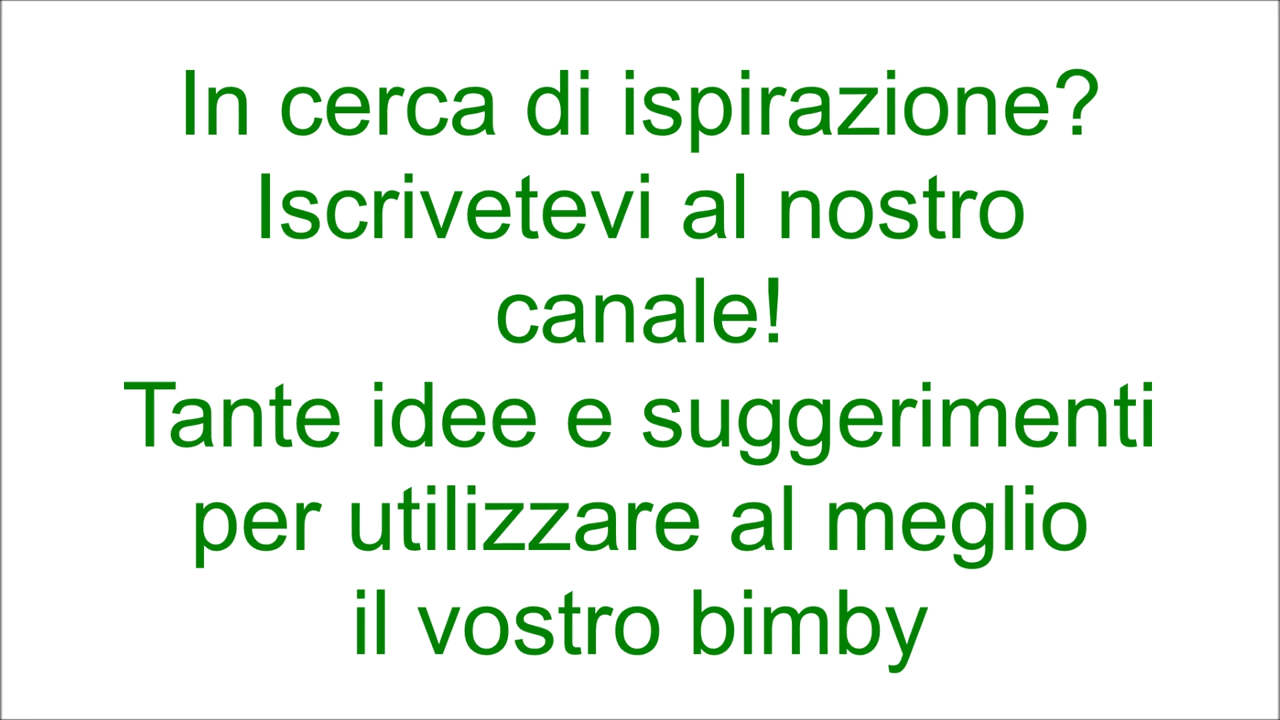 In cerca di ispirazione?
Iscrivetevi al nostro
canale!
Tante idee e suggerimenti
per utilizzare al meglio
il vostro bimby